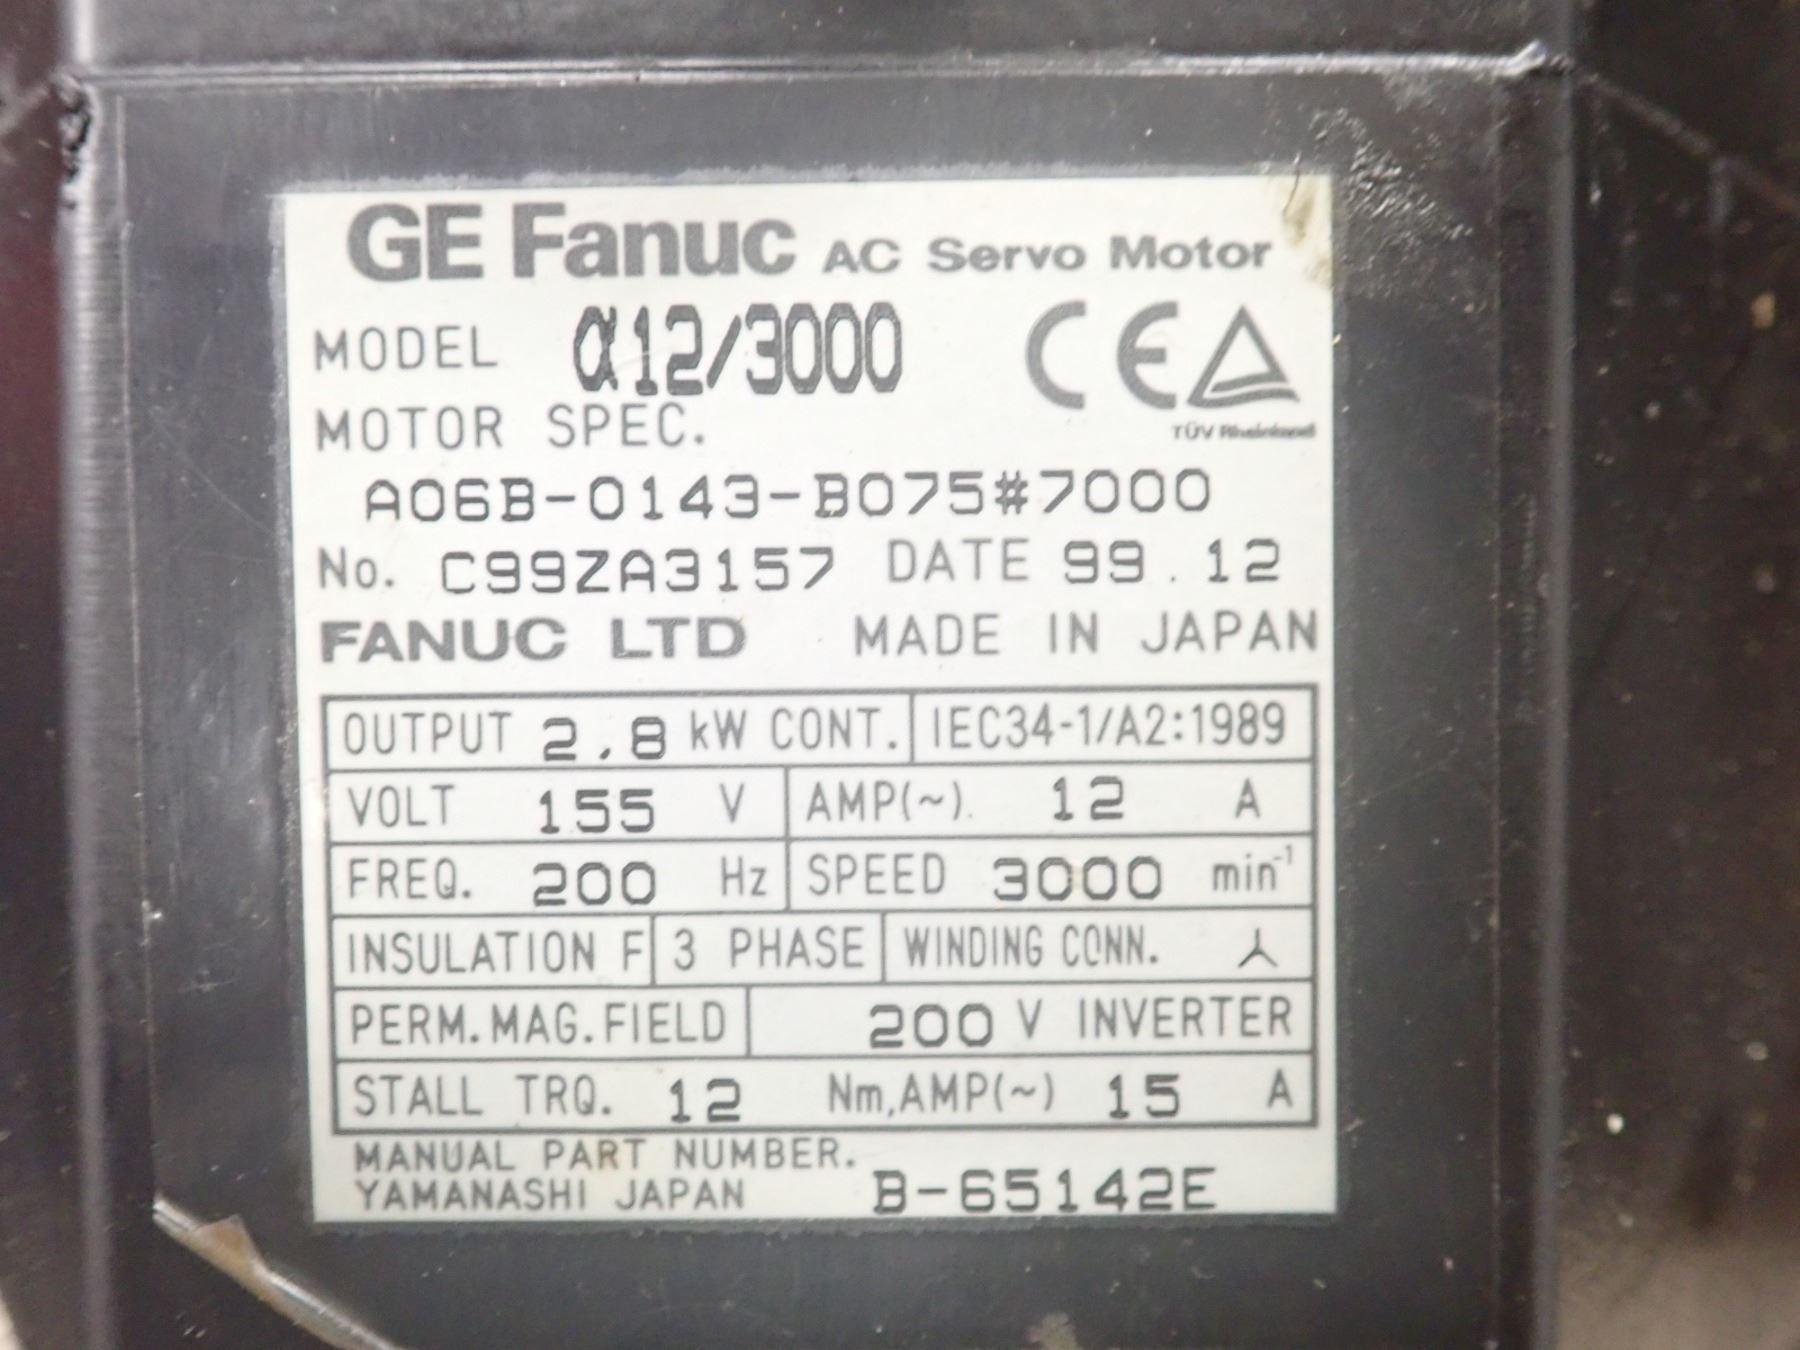 GE Fanuc AC Servo Motor
MODEL α12/3000 CE
TÜV Rheinland
MOTOR SPEC.
A06B-0143-B075#7000
No. C99ZA3157 DATE 99.12
FANUC LTD MADE IN JAPAN
OUTPUT 2.8 kW CONT. IEC34-1/A2:1989
VOLT 155 V AMP(~). 12 A
FREQ. 200 Hz SPEED 3000 min⁻¹
INSULATION F 3 PHASE WINDING CONN.
PERM.MAG.FIELD 200 V INVERTER
STALL TRQ. 12 Nm,AMP(~) 15 A
MANUAL PART NUMBER.
YAMANASHI JAPAN B-65142E